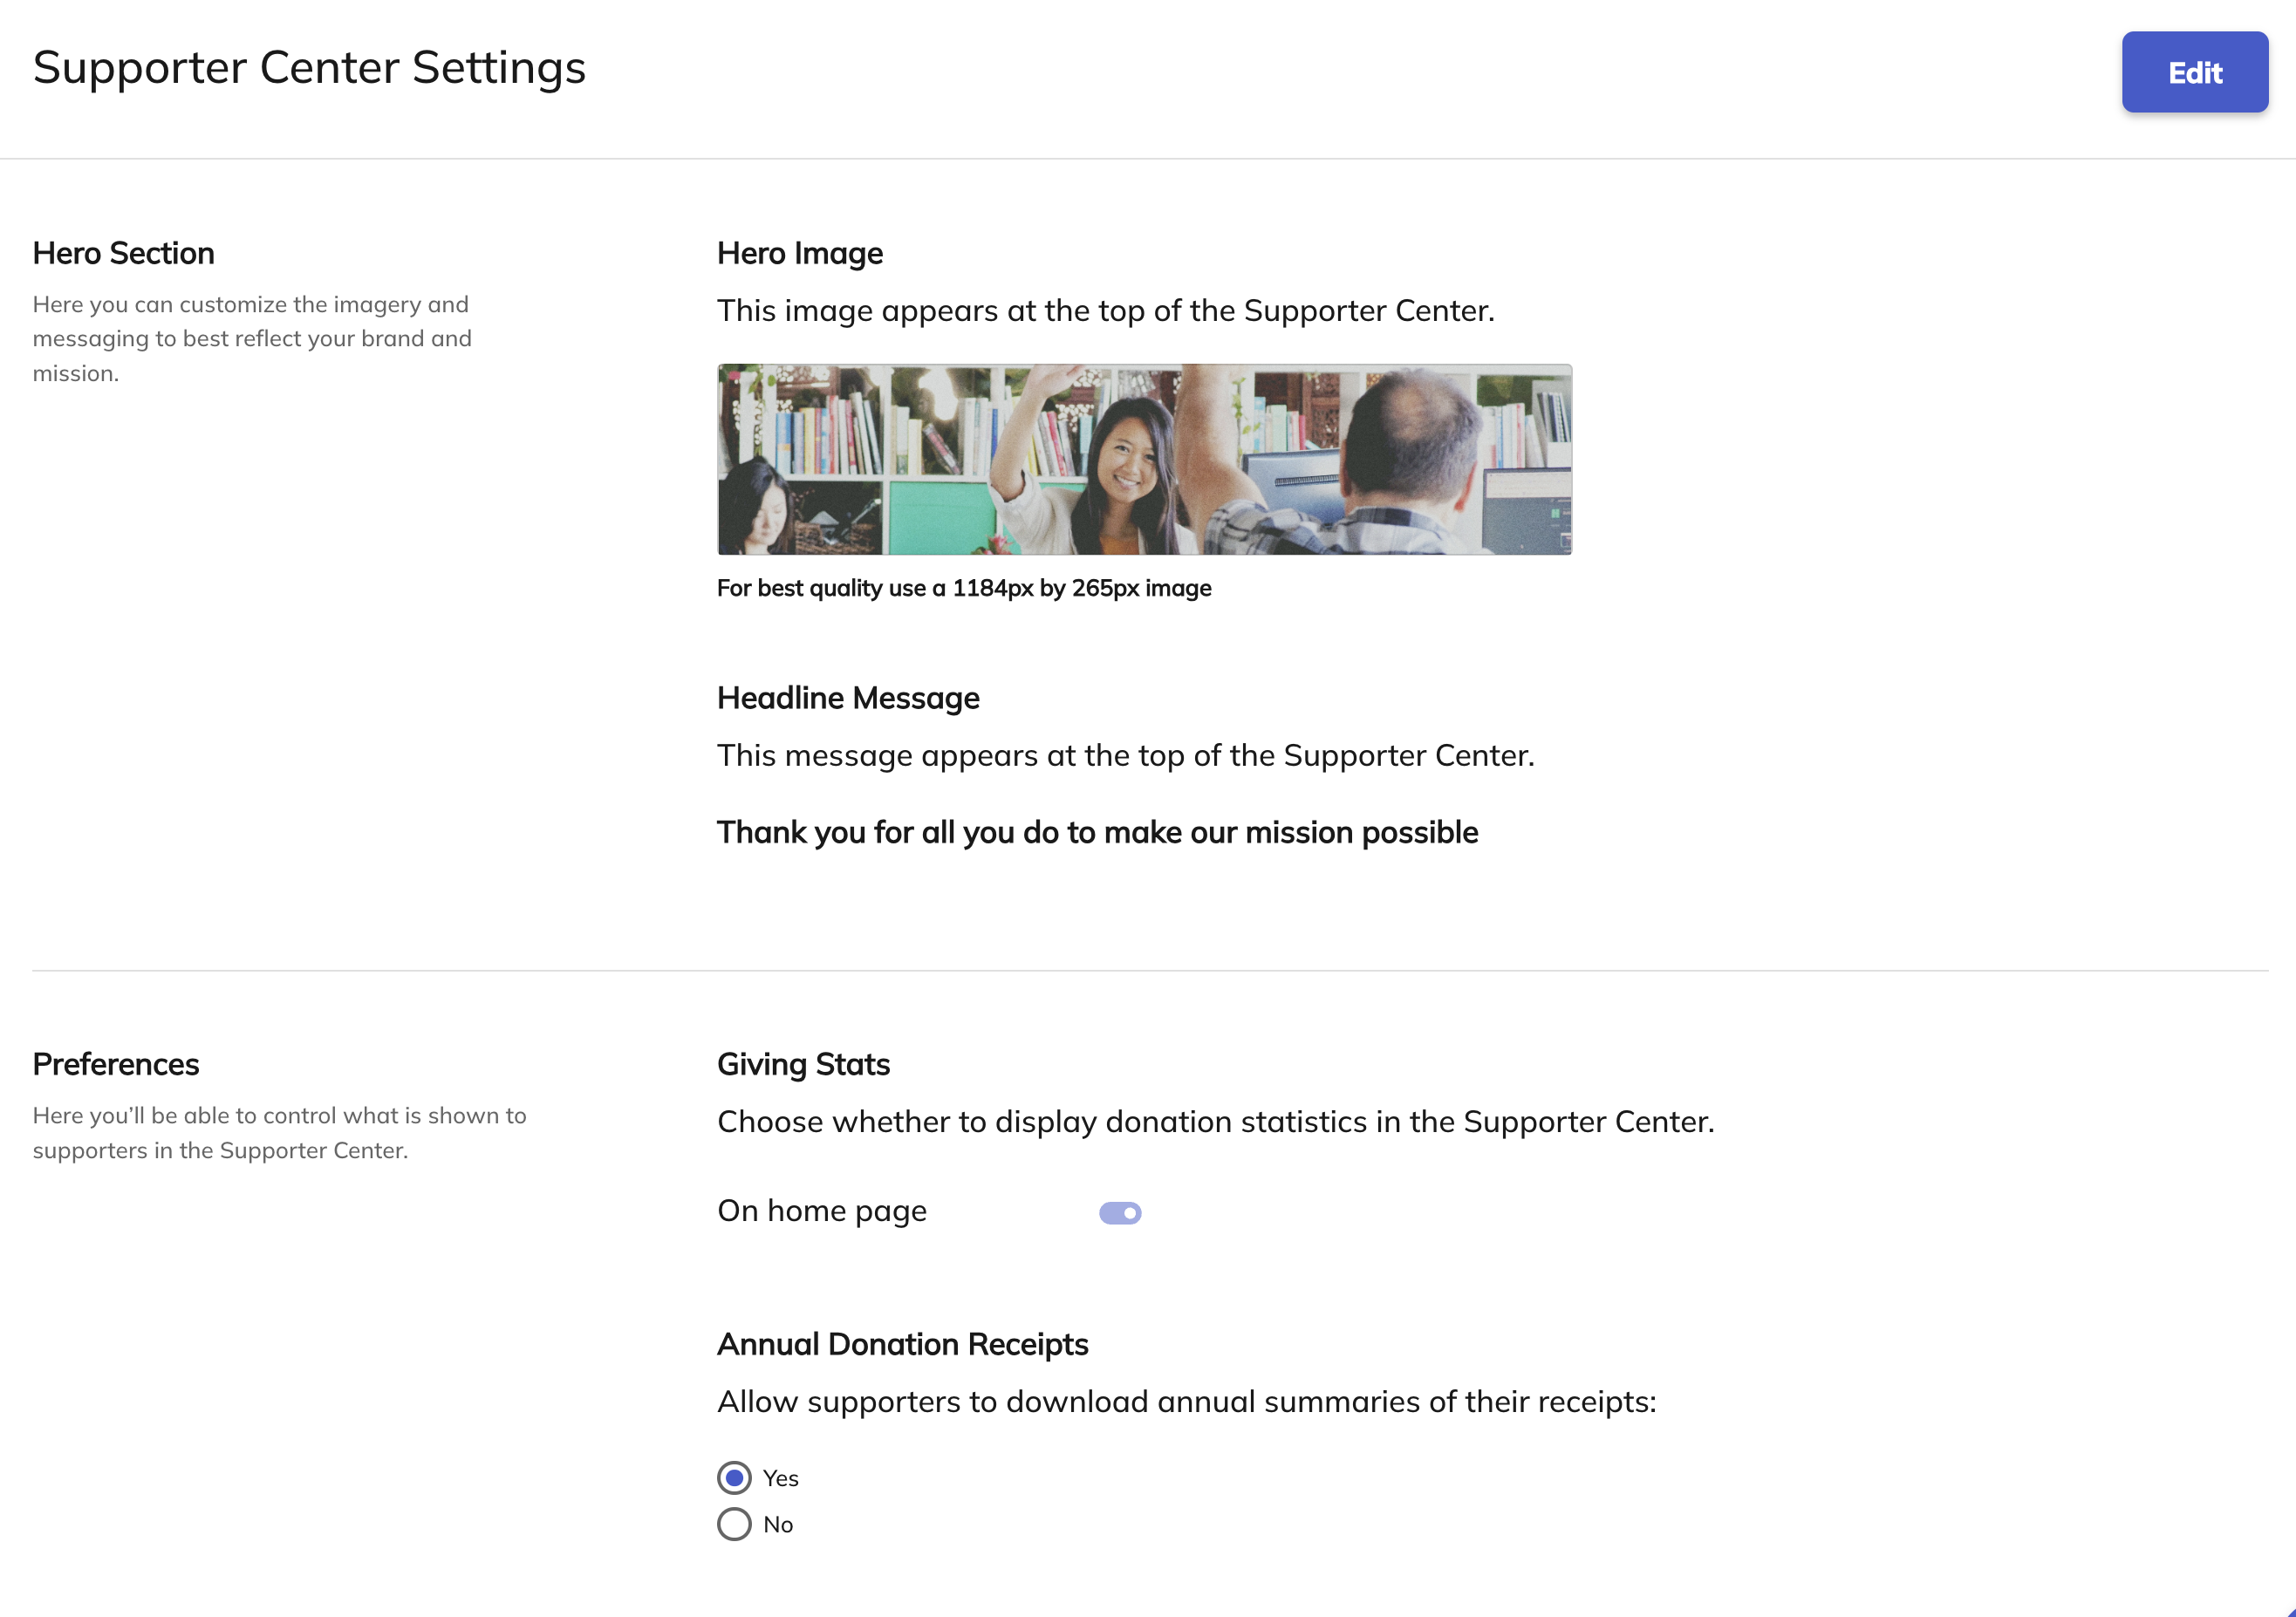 Supporter Center Settings
Edit
Hero Section
Here you can customize the imagery and
messaging to best reflect your brand and
mission.
Hero Image
This image appears at the top of the Supporter Center.
For best quality use a 1184px by 265px image
Headline Message
This message appears at the top of the Supporter Center.
Thank you for all you do to make our mission possible
Preferences
Here you’ll be able to control what is shown to
supporters in the Supporter Center.
Giving Stats
Choose whether to display donation statistics in the Supporter Center.
On home page
Annual Donation Receipts
Allow supporters to download annual summaries of their receipts:
Yes
No